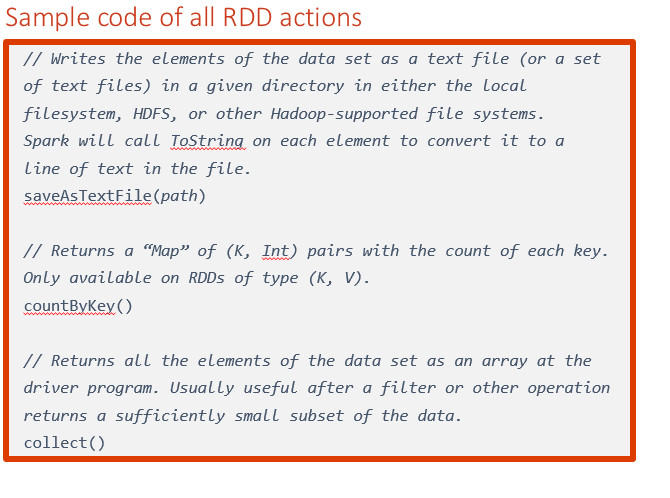 Sample code of all RDD actions
// Writes the elements of the data set as a text file (or a set
of text files) in a given directory in either the local
filesystem, HDFS, or other Hadoop-supported file systems.
Spark will call ToString on each element to convert it to a
line of text in the file.
saveAsTextFile(path)
// Returns a “Map” of (K, Int) pairs with the count of each key.
Only available on RDDs of type (K, V).
countByKey()
// Returns all the elements of the data set as an array at the
driver program. Usually useful after a filter or other operation
returns a sufficiently small subset of the data.
collect()